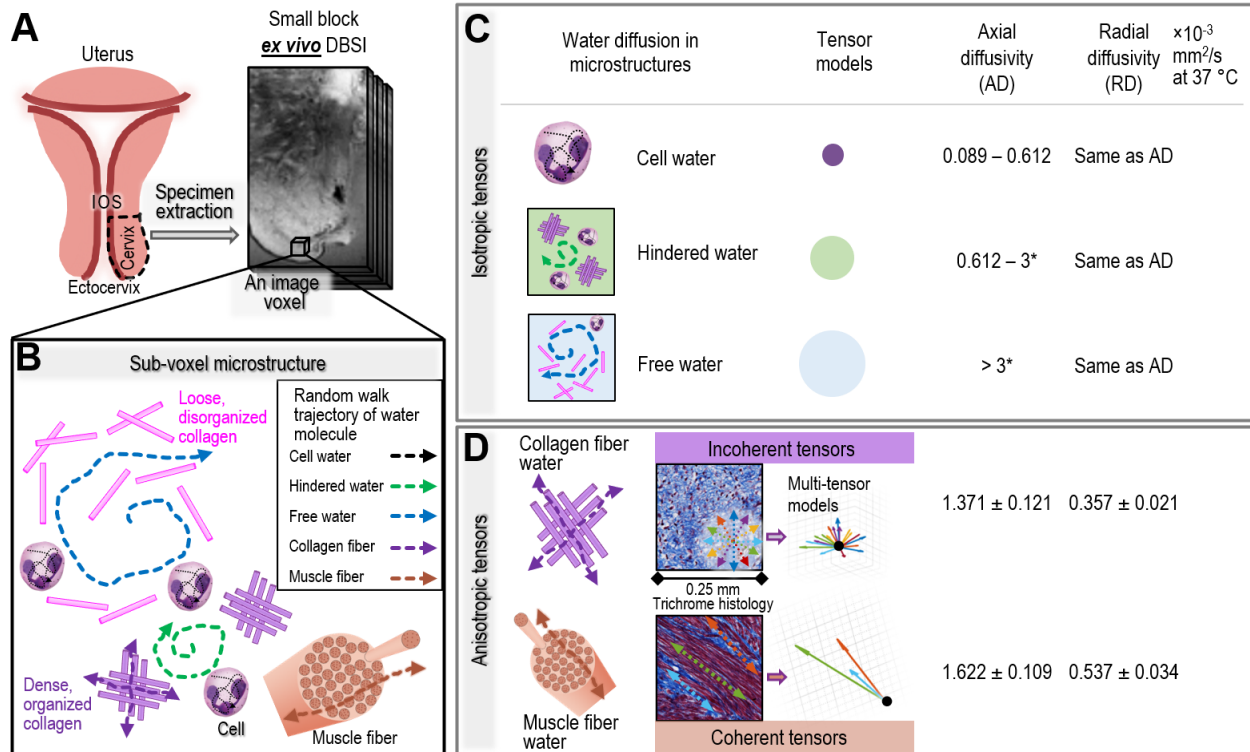 A
Small block
ex vivo DBSI
Uterus
IOS
Specimen
extraction
Cervix
Ectocervix
An image
voxel
B
Sub-voxel microstructure
Loose,
disorganized
collagen
Random walk
trajectory of water
molecule
Cell water
Hindered water
Free water
Collagen fiber
Muscle fiber
Dense,
organized
collagen
Cell
Muscle fiber
C
Isotropic tensors
Water diffusion in
microstructures
Tensor
models
Axial
diffusivity
(AD)
Radial
diffusivity
(RD)
×10⁻³
mm²/s
at 37 °C
Cell water
0.089 – 0.612
Same as AD
Hindered water
0.612 – 3*
Same as AD
Free water
> 3*
Same as AD
D
Anisotropic tensors
Collagen fiber
water
Incoherent tensors
Multi-tensor
models
1.371 ± 0.121
0.357 ± 0.021
0.25 mm
Trichrome histology
1.622 ± 0.109
0.537 ± 0.034
Muscle fiber
water
Coherent tensors